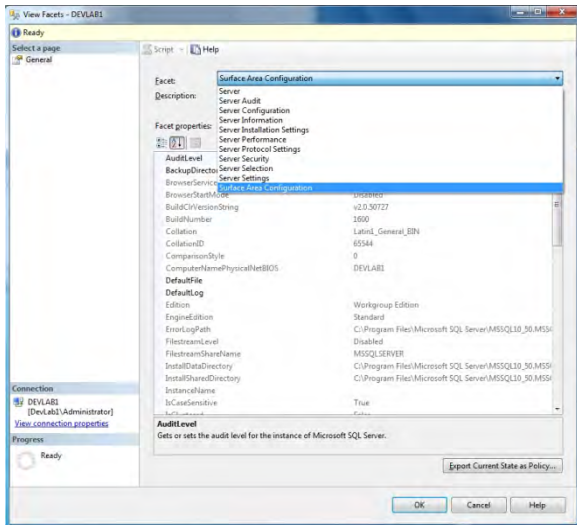 View Facets - DEVLAB1
Ready
Select a page
General
Script
Help
Facet:
Surface Area Configuration
Description:
Server
Server Audit
Server Configuration
Server Information
Server Installation Settings
Server Performance
Server Protocol Settings
Server Security
Server Selection
Server Settings
Surface Area Configuration
Facet properties:
AuditLevel
BackupDirector
BrowserService
BrowserStartMode Disabled
BuildClrVersionString v2.0.50727
BuildNumber 1600
Collation Latin1_General_BIN
CollationID 65544
ComparisonStyle 0
ComputerNamePhysicalNetBIOS DEVLAB1
DefaultFile
DefaultLog
Edition Workgroup Edition
EngineEdition Standard
ErrorLogPath C:\Program Files\Microsoft SQL Server\MSSQL10_50.MSS
FilestreamLevel Disabled
FilestreamShareName MSSQLSERVER
InstallDataDirectory C:\Program Files\Microsoft SQL Server\MSSQL10_50.MSS
InstallSharedDirectory C:\Program Files\Microsoft SQL Server\MSSQL10_50.MSS
InstanceName
IsCaseSensitive True
IsClustered False
AuditLevel
Gets or sets the audit level for the instance of Microsoft SQL Server.
Connection
DEVLAB1
[DevLab1\Administrator]
View connection properties
Progress
Ready
Export Current State as Policy...
OK
Cancel
Help